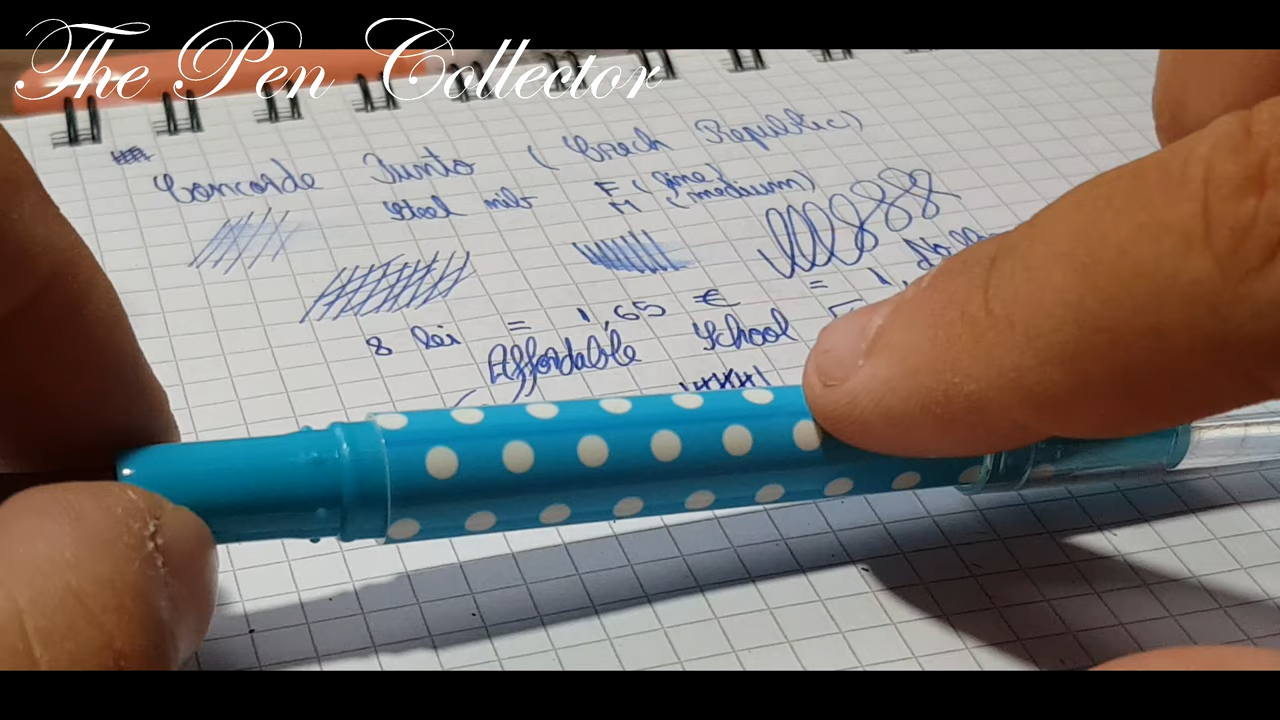 The Pen Collector
Concorde Junto (Czech Republic)
Steel nib F (fine)
M (medium)
8 lei = 1,65 € =
Affordable School